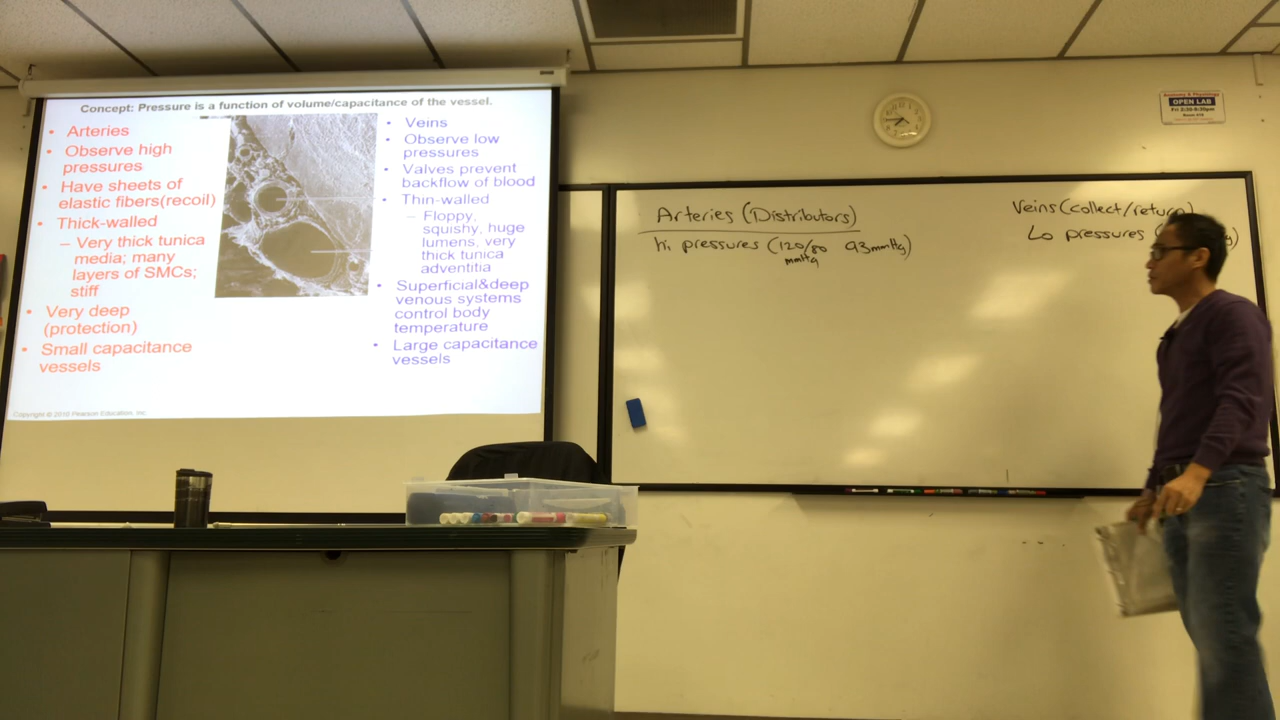 Concept: Pressure is a function of volume/capacitance of the vessel.
• Arteries
• Observe high
pressures
• Have sheets of
elastic fibers(recoil)
• Thick-walled
– Very thick tunica
media; many
layers of SMCs;
stiff
• Very deep
(protection)
• Small capacitance
vessels
• Veins
• Observe low
pressures
• Valves prevent
backflow of blood
• Thin-walled
– Floppy,
squishy, huge
lumens, very
thick tunica
adventitia
• Superficial&deep
venous systems
control body
temperature
• Large capacitance
vessels
Copyright © 2010 Pearson Education, Inc.
Arteries (Distributors)
hi pressures (120/80 93mmHg)
mmHg
Veins (collect/return)
Lo pressures (
Anatomy & Physiology
OPEN LAB